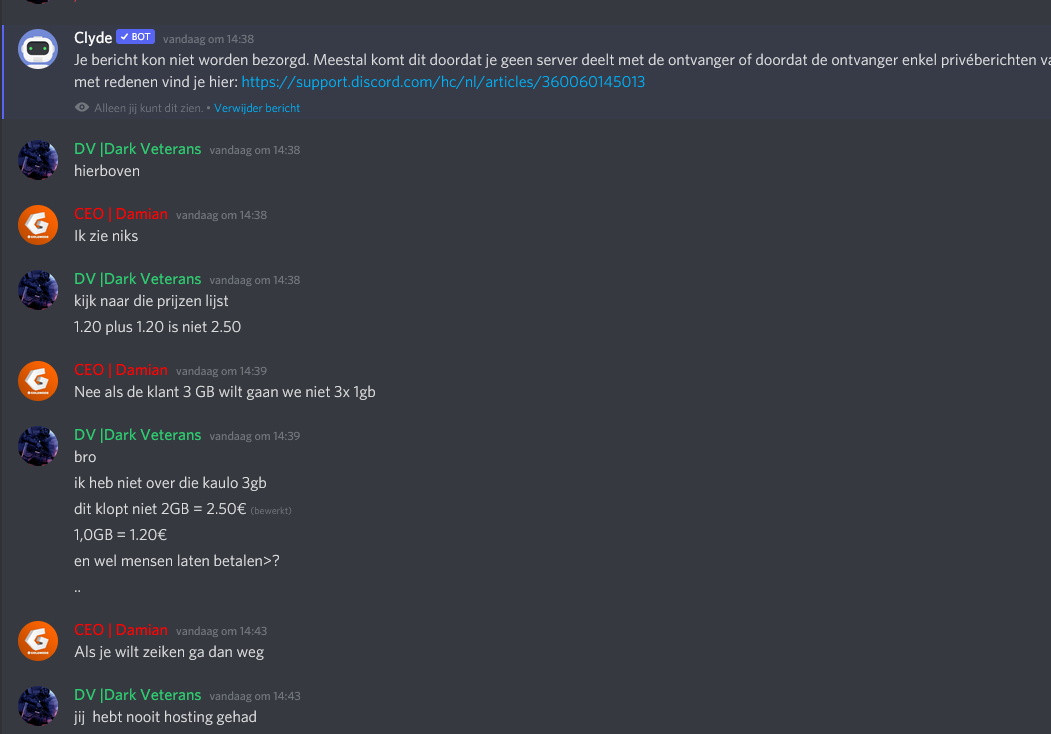 Clyde BOT vandaag om 14:38
Je bericht kon niet worden bezorgd. Meestal komt dit doordat je geen server deelt met de ontvanger of doordat de ontvanger enkel privéberichten
met redenen vind je hier: https://support.discord.com/hc/nl/articles/360060145013
Alleen jij kunt dit zien. • Verwijder bericht
DV |Dark Veterans vandaag om 14:38
hierboven
CEO | Damian vandaag om 14:38
Ik zie niks
DV |Dark Veterans vandaag om 14:38
kijk naar die prijzen lijst
1.20 plus 1.20 is niet 2.50
CEO | Damian vandaag om 14:39
Nee als de klant 3 GB wilt gaan we niet 3x 1gb
DV |Dark Veterans vandaag om 14:39
bro
ik heb niet over die kaulo 3gb
dit klopt niet 2GB = 2.50€ (bewerkt)
1,0GB = 1.20€
en wel mensen laten betalen>?
..
CEO | Damian vandaag om 14:43
Als je wilt zeiken ga dan weg
DV |Dark Veterans vandaag om 14:43
jij hebt nooit hosting gehad